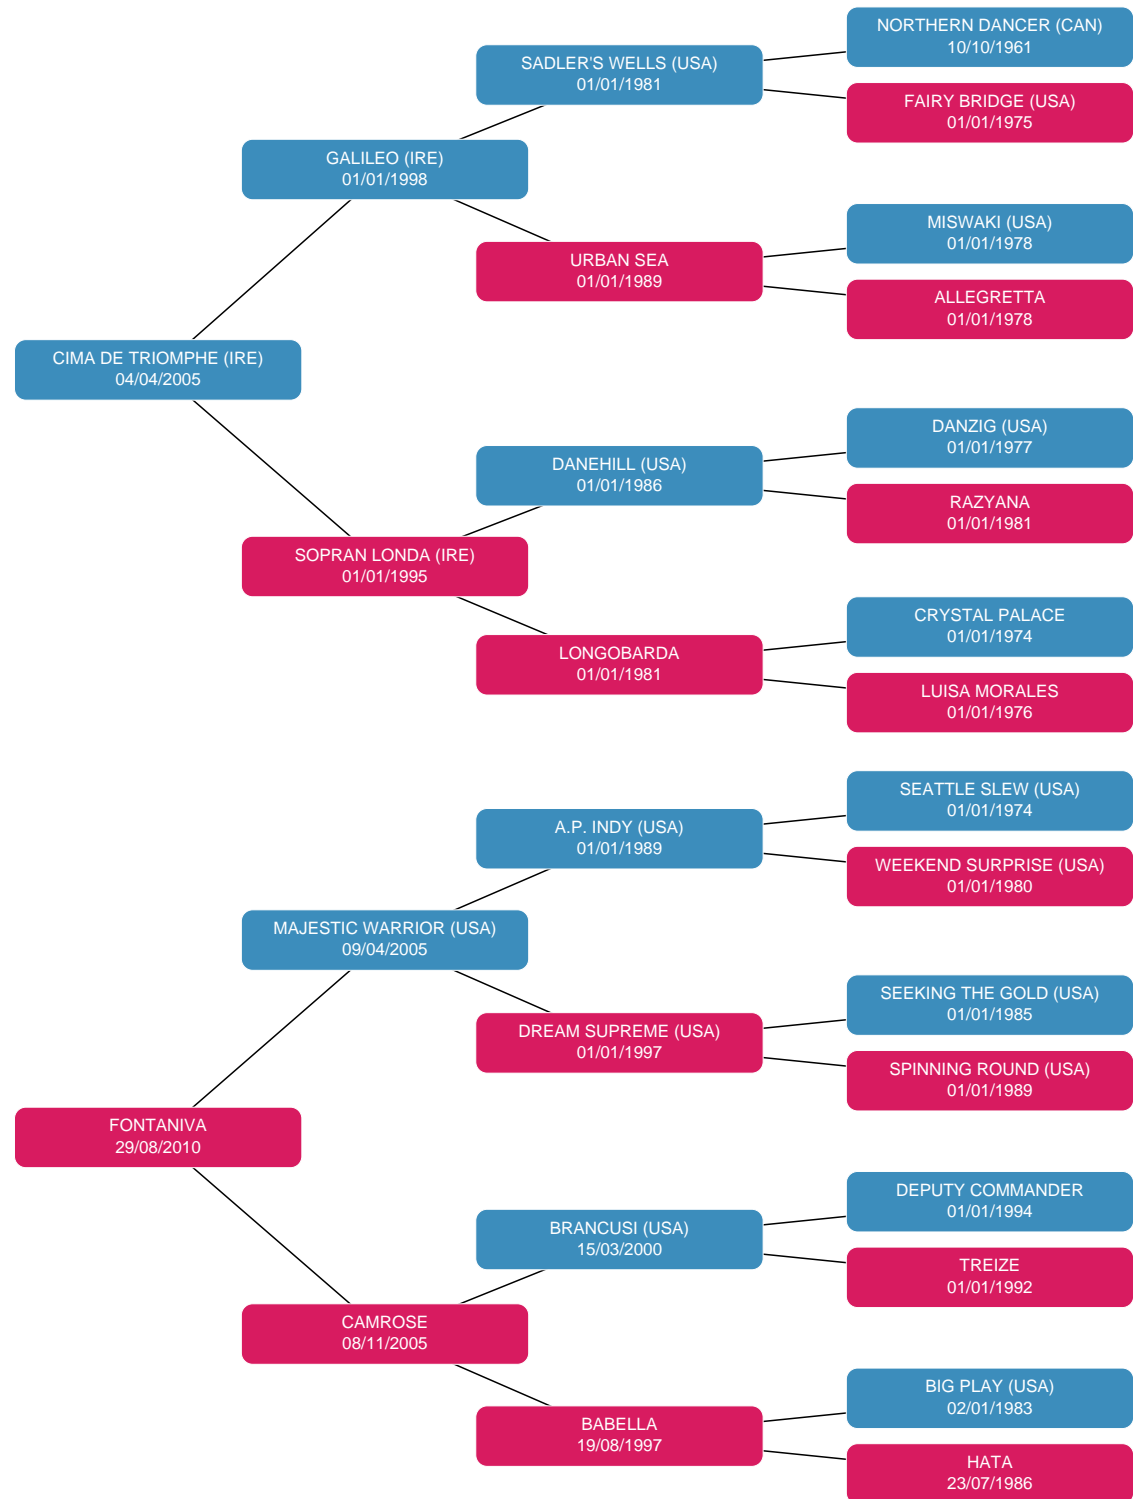 NORTHERN DANCER (CAN)
10/10/1961
SADLER'S WELLS (USA)
01/01/1981
FAIRY BRIDGE (USA)
01/01/1975
GALILEO (IRE)
01/01/1998
MISWAKI (USA)
01/01/1978
URBAN SEA
01/01/1989
ALLEGRETTA
01/01/1978
CIMA DE TRIOMPHE (IRE)
04/04/2005
DANZIG (USA)
01/01/1977
DANEHILL (USA)
01/01/1986
RAZYANA
01/01/1981
SOPRAN LONDA (IRE)
01/01/1995
CRYSTAL PALACE
01/01/1974
LONGOBARDA
01/01/1981
LUISA MORALES
01/01/1976
SEATTLE SLEW (USA)
01/01/1974
A.P. INDY (USA)
01/01/1989
WEEKEND SURPRISE (USA)
01/01/1980
MAJESTIC WARRIOR (USA)
09/04/2005
SEEKING THE GOLD (USA)
01/01/1985
DREAM SUPREME (USA)
01/01/1997
SPINNING ROUND (USA)
01/01/1989
FONTANIVA
29/08/2010
DEPUTY COMMANDER
01/01/1994
BRANCUSI (USA)
15/03/2000
TREIZE
01/01/1992
CAMROSE
08/11/2005
BIG PLAY (USA)
02/01/1983
BABELLA
19/08/1997
HATA
23/07/1986